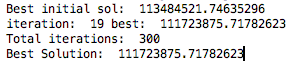 Best initial sol:  113484521.74635296
iteration:  19 best:  111723875.71782623
Total iterations:  300
Best Solution:  111723875.71782623